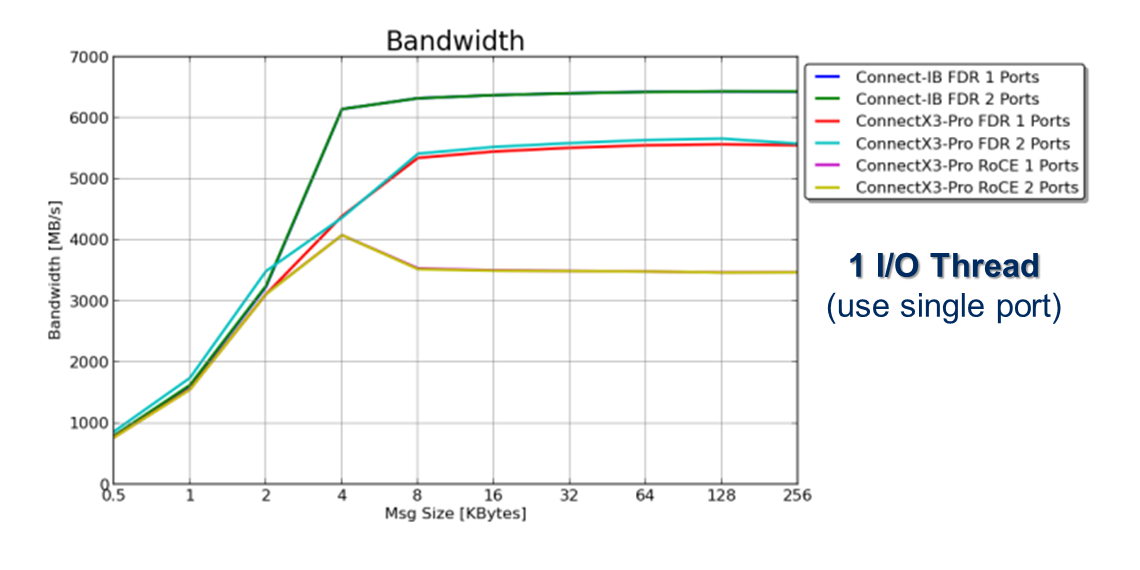 Bandwidth
7000
6000
5000
4000
3000
2000
1000
0
Bandwidth [MB/s]
0.5 1 2 4 8 16 32 64 128 256
Msg Size [KBytes]
Connect-IB FDR 1 Ports
Connect-IB FDR 2 Ports
ConnectX3-Pro FDR 1 Ports
ConnectX3-Pro FDR 2 Ports
ConnectX3-Pro RoCE 1 Ports
ConnectX3-Pro RoCE 2 Ports
1 I/O Thread
(use single port)